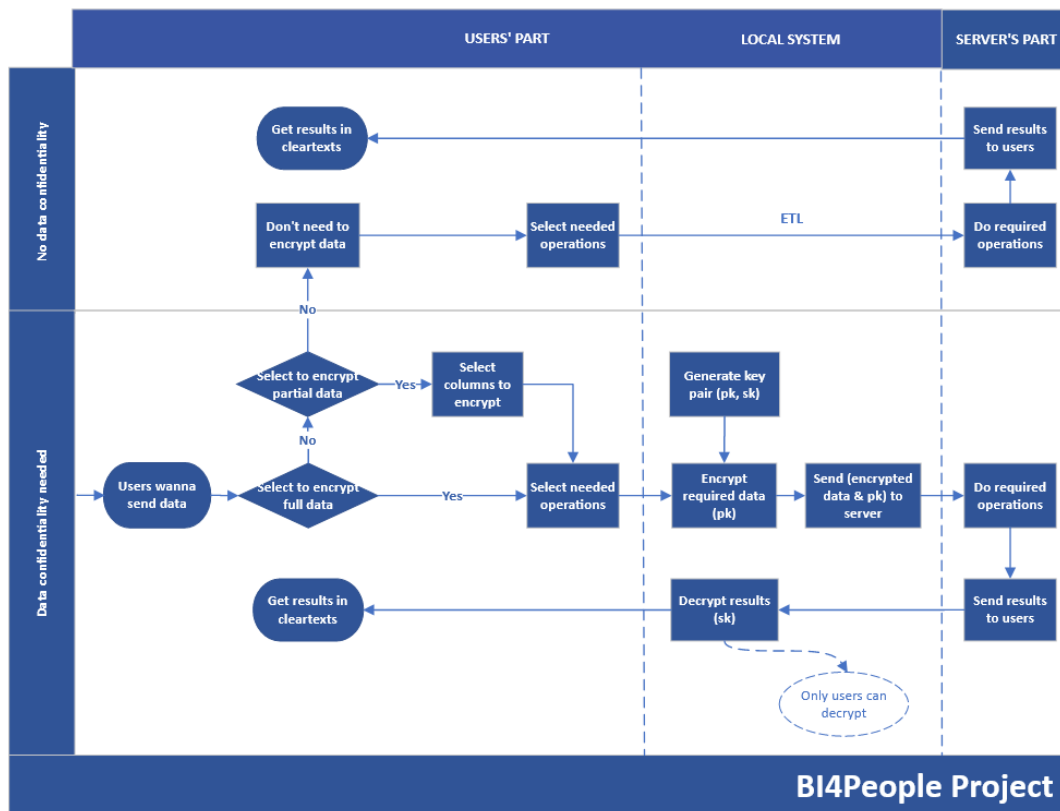 USERS' PART
LOCAL SYSTEM
SERVER'S PART
No data confidentiality
Get results in
cleartexts
Send results
to users
Don't need to
encrypt data
Select needed
operations
ETL
Do required
operations
No
Data confidentiality needed
Select to encrypt
partial data
Yes
Select
columns to
encrypt
Generate key
pair (pk, sk)
No
Users wanna
send data
Select to encrypt
full data
Yes
Select needed
operations
Encrypt
required data
(pk)
Send (encrypted
data & pk) to
server
Do required
operations
Get results in
cleartexts
Decrypt results
(sk)
Send results
to users
Only users can
decrypt
BI4People Project